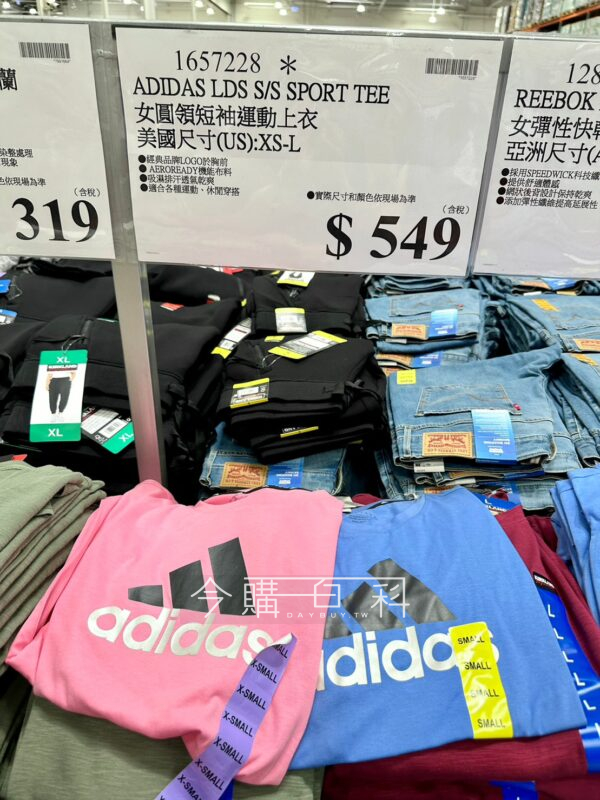 蘭
319
1657228 *
ADIDAS LDS S/S SPORT TEE
女圓領短袖運動上衣
美國尺寸(US):XS-L
●經典品牌LOGO於胸前
●AEROREADY機能布料
●吸濕排汗透氣乾爽
●適合各種運動、休閒穿搭
●實際尺寸和顏色依現場為準
(含稅)
$ 549
128
REEBOK
女彈性快乾
亞洲尺寸(A
●採用SPEEDWICK科技纖
●提供舒適體感
●網狀後背設計保持乾爽
●添加彈性纖維提高延展性
染整處理
現象
色依現場為準
(含稅)
XL
KIRKLAND
XL
今購百科
DAYBUY.TW
adidas
adidas
X-SMALL
X-SMALL
X-SMALL
X-SMALL
X-SMALL
X-SMALL
SMALL
SMALL
SMALL
SMALL
L
L
L